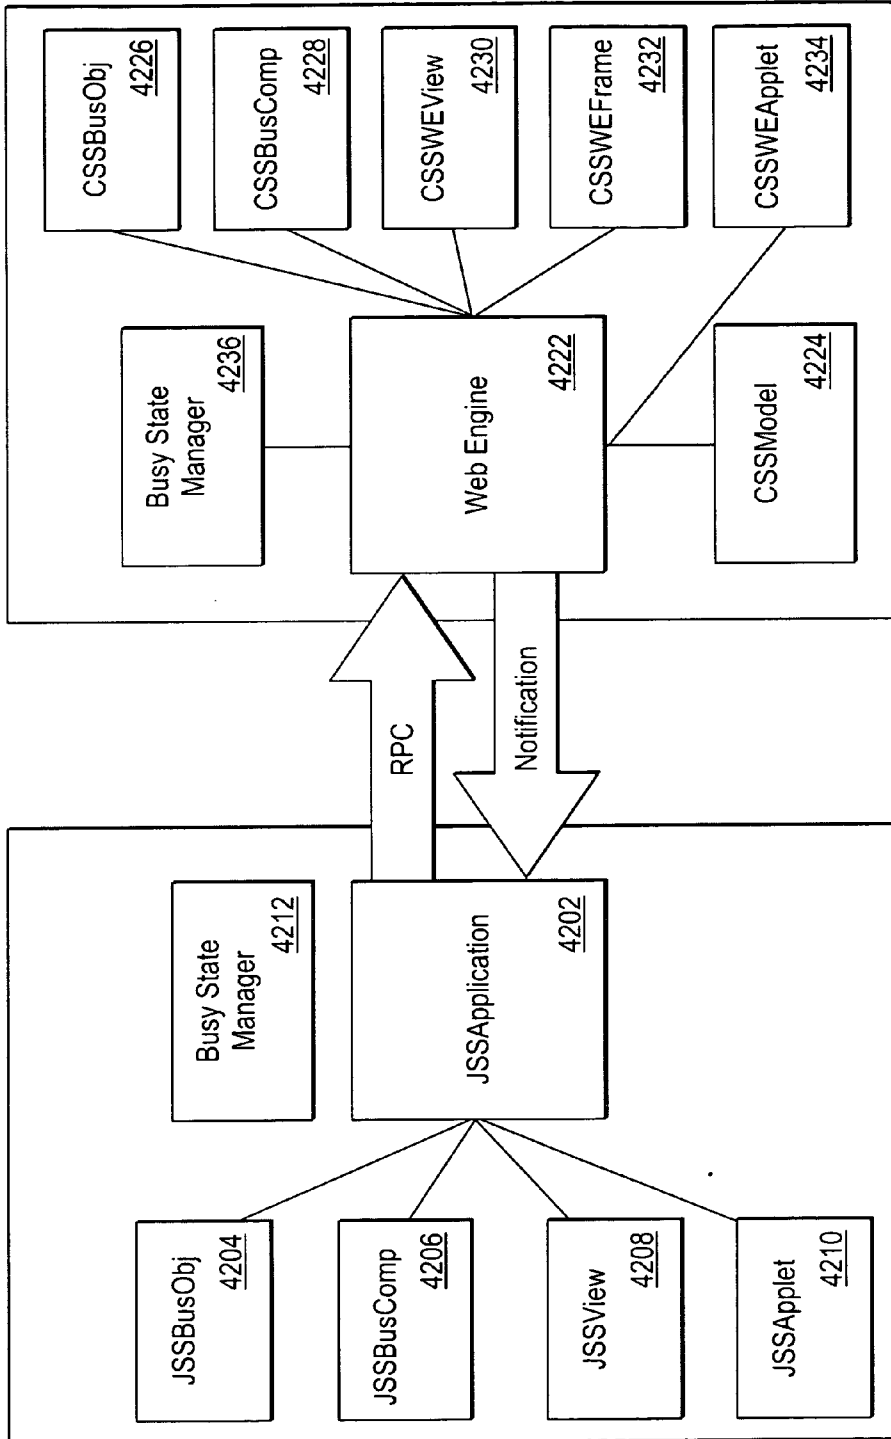 JSSBusObj
4204
JSSBusComp
4206
JSSView
4208
JSSApplet
4210
Busy State
Manager
4212
JSSApplication
4202
RPC
Notification
Busy State
Manager
4236
Web Engine
4222
CSSModel
4224
CSSBusObj
4226
CSSBusComp
4228
CSSWEView
4230
CSSWEFrame
4232
CSSWEApplet
4234